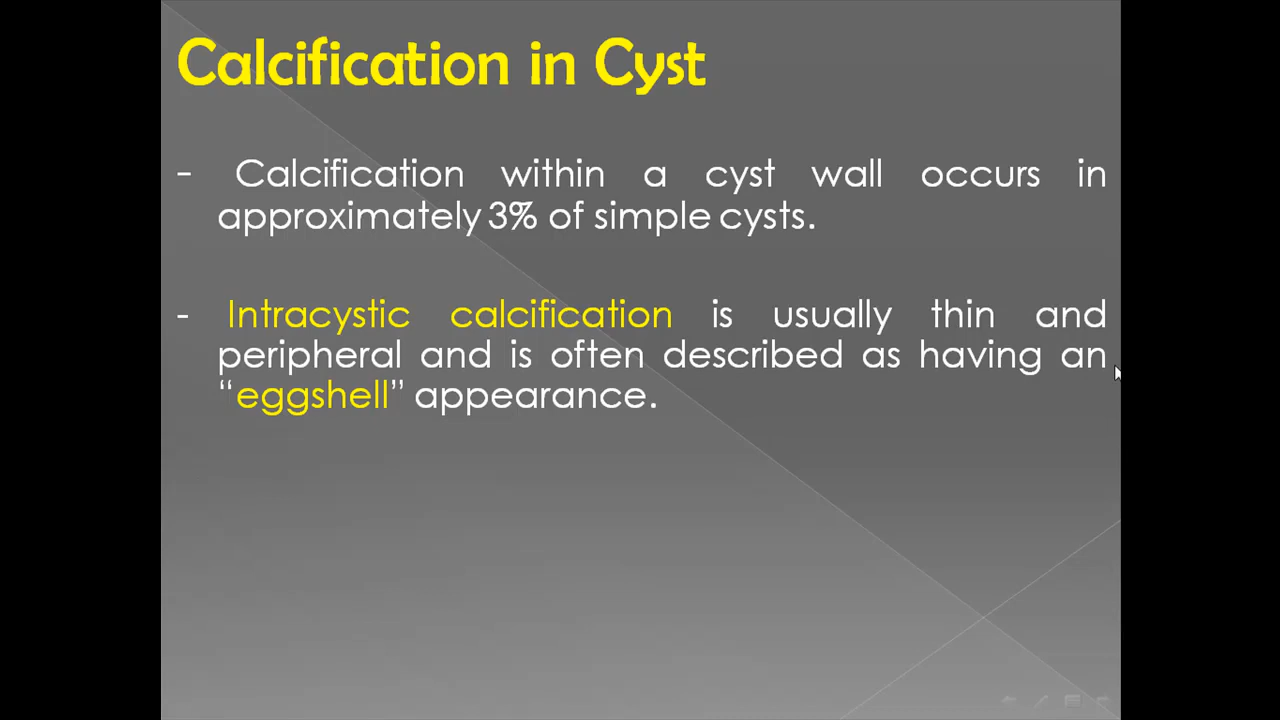 Calcification in Cyst
- Calcification within a cyst wall occurs in
approximately 3% of simple cysts.
- Intracystic calcification is usually thin and
peripheral and is often described as having an
“eggshell” appearance.